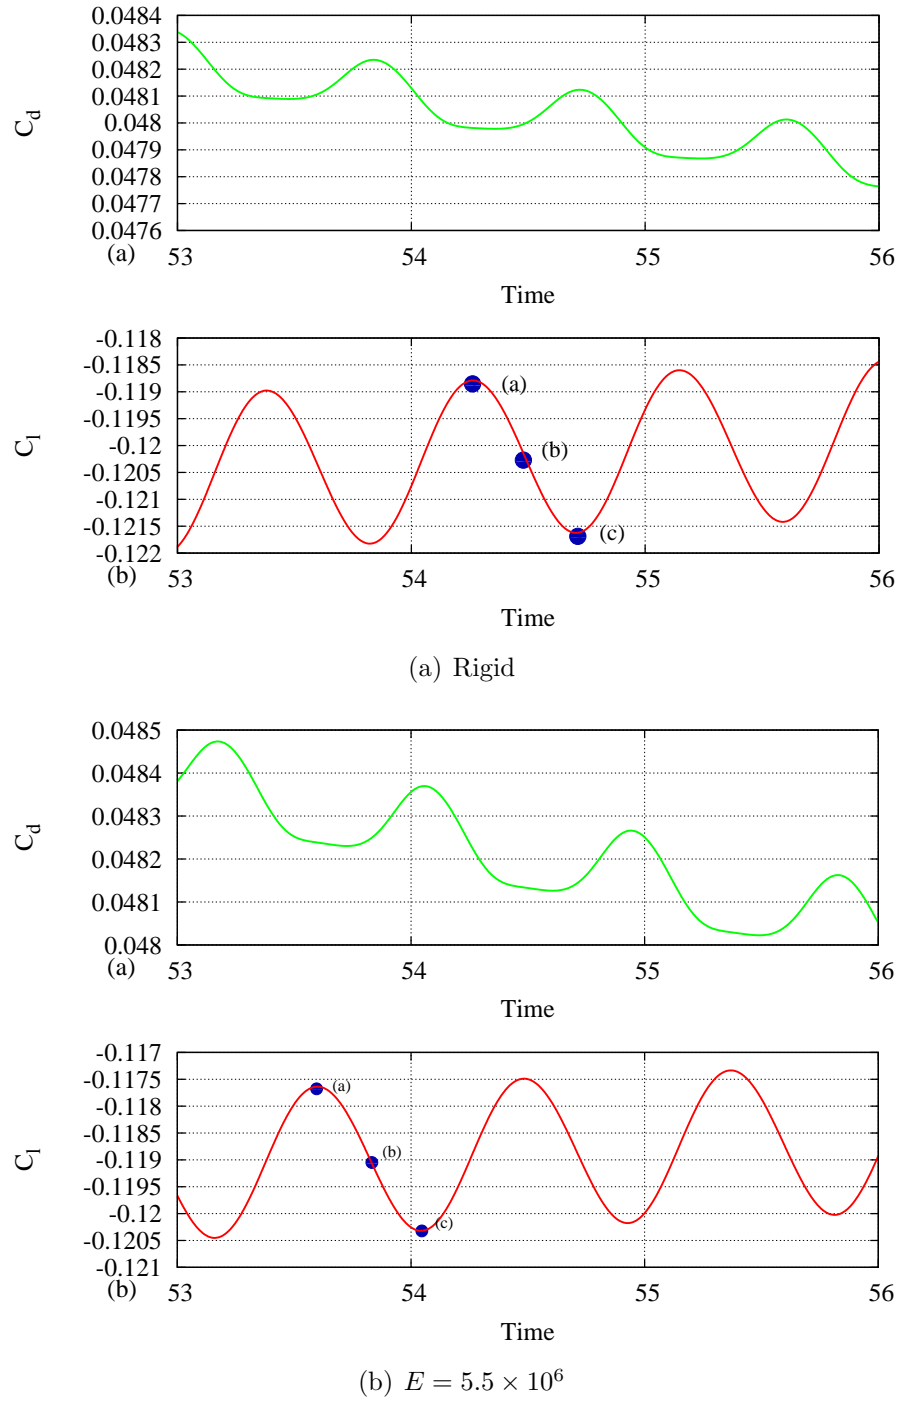 0.0484
0.0483
0.0482
0.0481
0.048
0.0479
0.0478
0.0477
0.0476
C_d
(a)
53 54 55 56
Time
-0.118
-0.1185
-0.119
-0.1195
-0.12
-0.1205
-0.121
-0.1215
-0.122
C_l
(a)
(b)
(c)
(b)
53 54 55 56
Time
(a) Rigid
0.0485
0.0484
0.0483
0.0482
0.0481
0.048
C_d
(a)
53 54 55 56
Time
-0.117
-0.1175
-0.118
-0.1185
-0.119
-0.1195
-0.12
-0.1205
-0.121
C_l
(a)
(b)
(c)
(b)
53 54 55 56
Time
(b) E = 5.5 × 10⁶